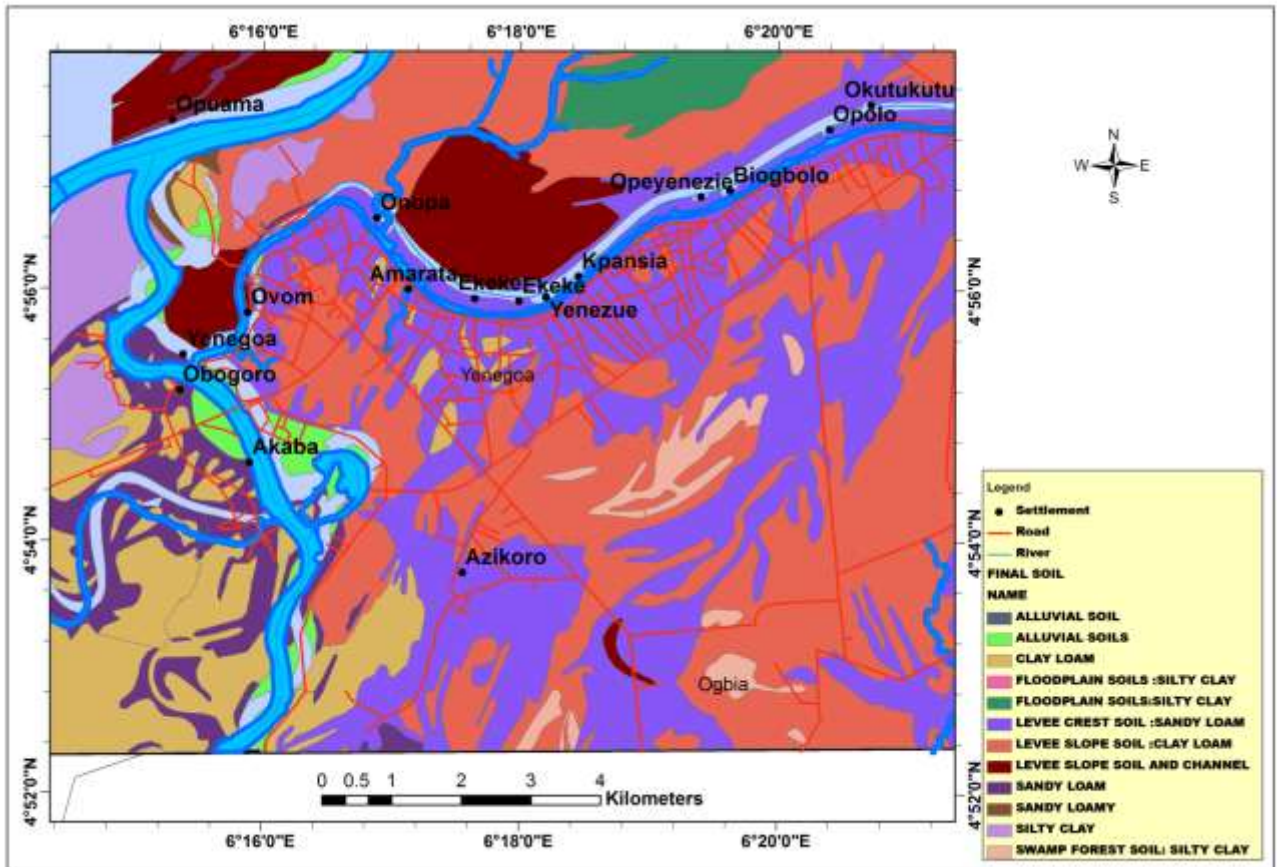 6°16'0"E 6°18'0"E 6°20'0"E
Okutukutu
Opuama
Opolo
N
W E
S
Opeyenezie Biogbolo
Onopa
Kpansia
Amarata Ekeke Ekeke
4°56'0"N
4°56'0"N
Ovom
Yenezue
Yenegoa
Yenegoa
Obogoro
Akaba
Legend
Settlement
Road
River
FINAL SOIL
NAME
ALLUVIAL SOIL
ALLUVIAL SOILS
CLAY LOAM
FLOODPLAIN SOILS :SILTY CLAY
FLOODPLAIN SOILS:SILTY CLAY
LEVEE CREST SOIL :SANDY LOAM
LEVEE SLOPE SOIL :CLAY LOAM
LEVEE SLOPE SOIL AND CHANNEL
SANDY LOAM
SANDY LOAMY
SILTY CLAY
SWAMP FOREST SOIL: SILTY CLAY
4°54'0"N
4°54'0"N
Azikoro
Ogbia
0 0.5 1 2 3 4
Kilometers
4°52'0"N
4°52'0"N
6°16'0"E 6°18'0"E 6°20'0"E